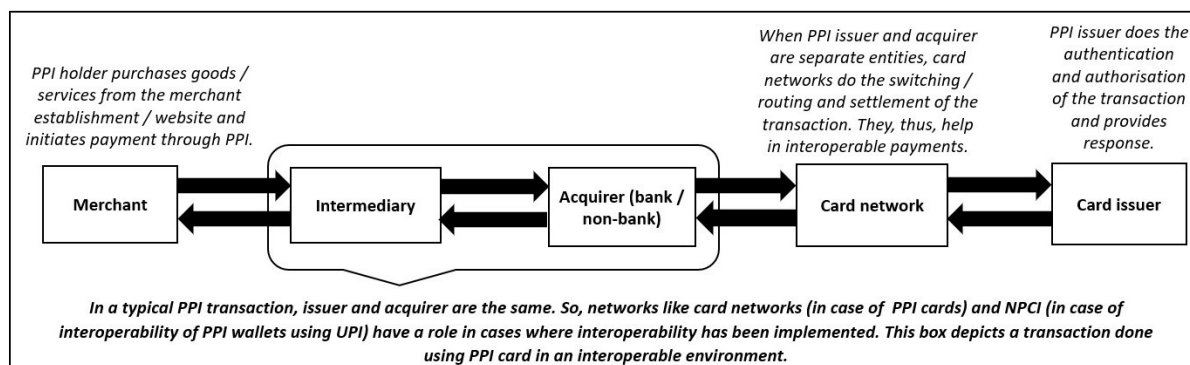 PPI holder purchases goods /
services from the merchant
establishment / website and
initiates payment through PPI.
When PPI issuer and acquirer
are separate entities, card
networks do the switching /
routing and settlement of the
transaction. They, thus, help
in interoperable payments.
PPI issuer does the
authentication
and authorisation
of the transaction
and provides
response.
Merchant
Intermediary
Acquirer (bank /
non-bank)
Card network
Card issuer
In a typical PPI transaction, issuer and acquirer are the same. So, networks like card networks (in case of PPI cards) and NPCI (in case of
interoperability of PPI wallets using UPI) have a role in cases where interoperability has been implemented. This box depicts a transaction done
using PPI card in an interoperable environment.